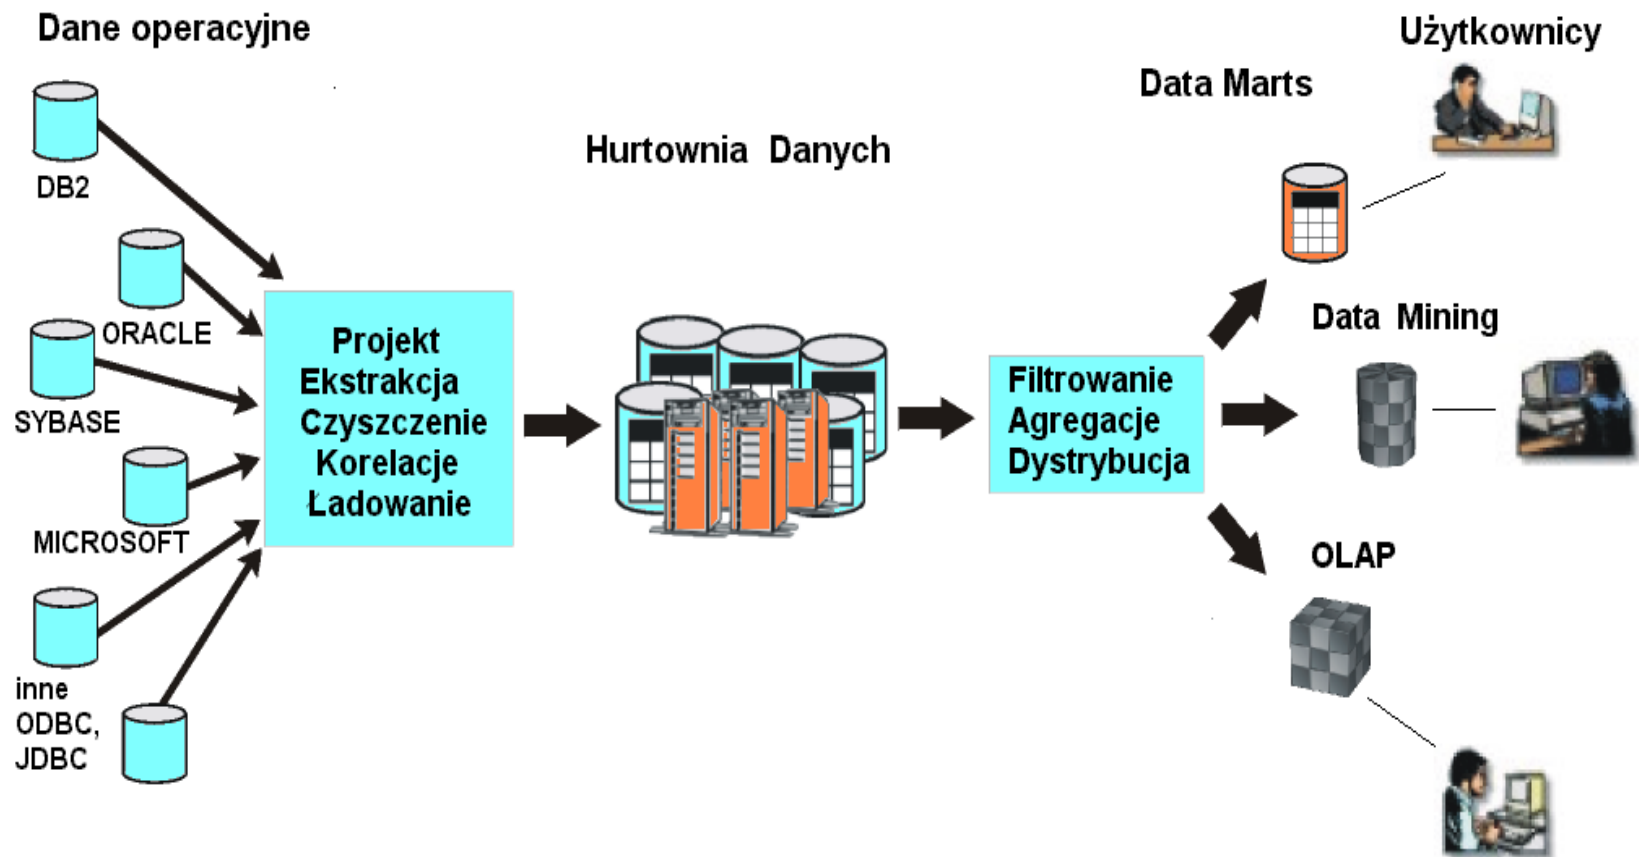 Dane operacyjne
DB2
ORACLE
SYBASE
MICROSOFT
inne
ODBC,
JDBC
Projekt
Ekstrakcja
Czyszczenie
Korelacje
Ładowanie
Hurtownia Danych
Filtrowanie
Agregacje
Dystrybucja
Data Marts
Użytkownicy
Data Mining
OLAP